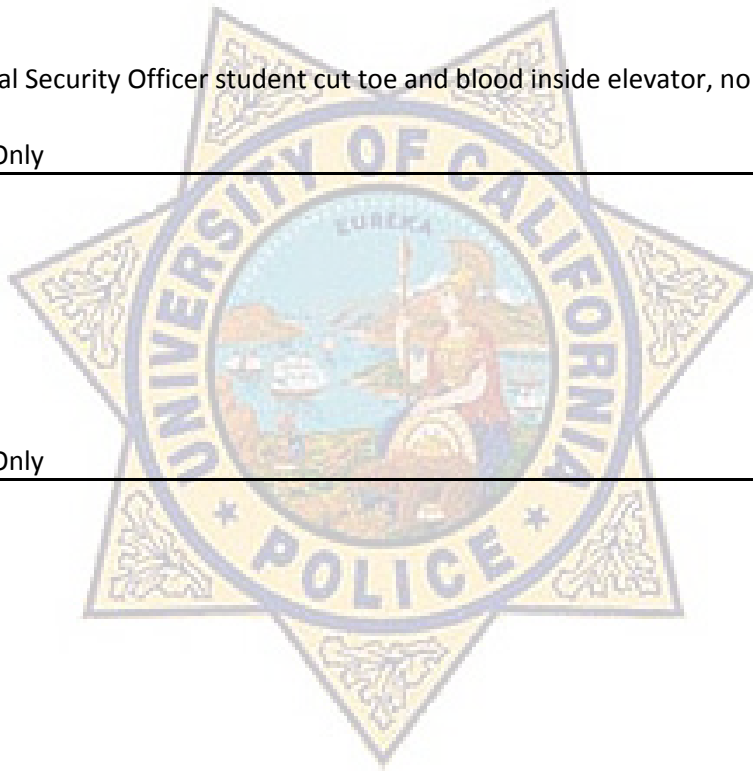 al Security Officer student cut toe and blood inside elevator, no
Only
UNIVERSITY OF CALIFORNIA
EUREKA
Only
POLICE